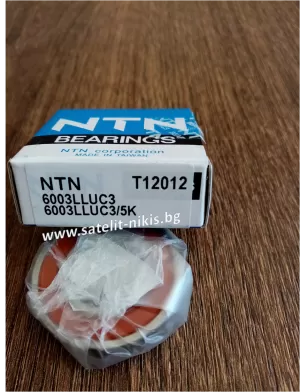 NTN
BEARINGS
NTN corporation
MADE IN TAIWAN
NTN T12012
6003LLUC3
6003LLUC3/5K
www.satelit-nikis.bg